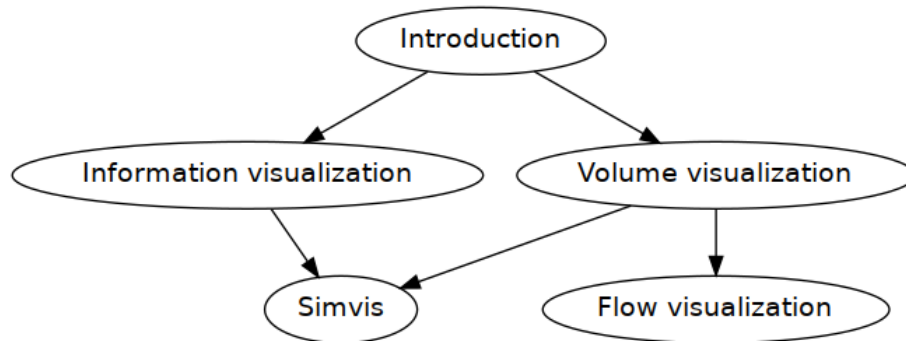 Introduction
Information visualization
Volume visualization
Simvis
Flow visualization